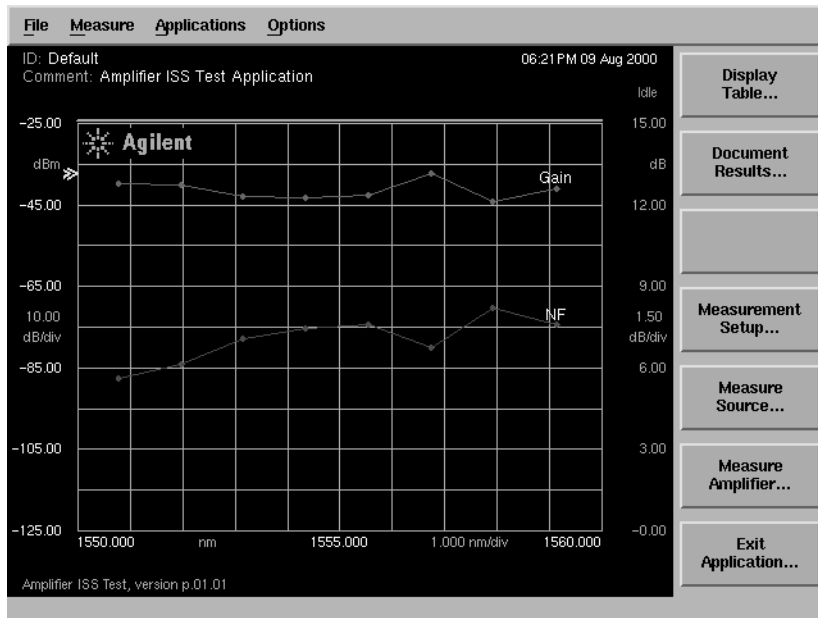 File Measure Applications Options
ID: Default 06:21PM 09 Aug 2000
Comment: Amplifier ISS Test Application
Idle
-25.00 15.00
Agilent
dBm dB
Gain
-45.00 12.00
-65.00 9.00
10.00 1.50
NF
dB/div dB/div
-85.00 6.00
-105.00 3.00
-125.00 -0.00
1550.000 nm 1555.000 1.000 nm/div 1560.000
Amplifier ISS Test, version p.01.01
Display
Table...
Document
Results...
Measurement
Setup...
Measure
Source...
Measure
Amplifier...
Exit
Application...